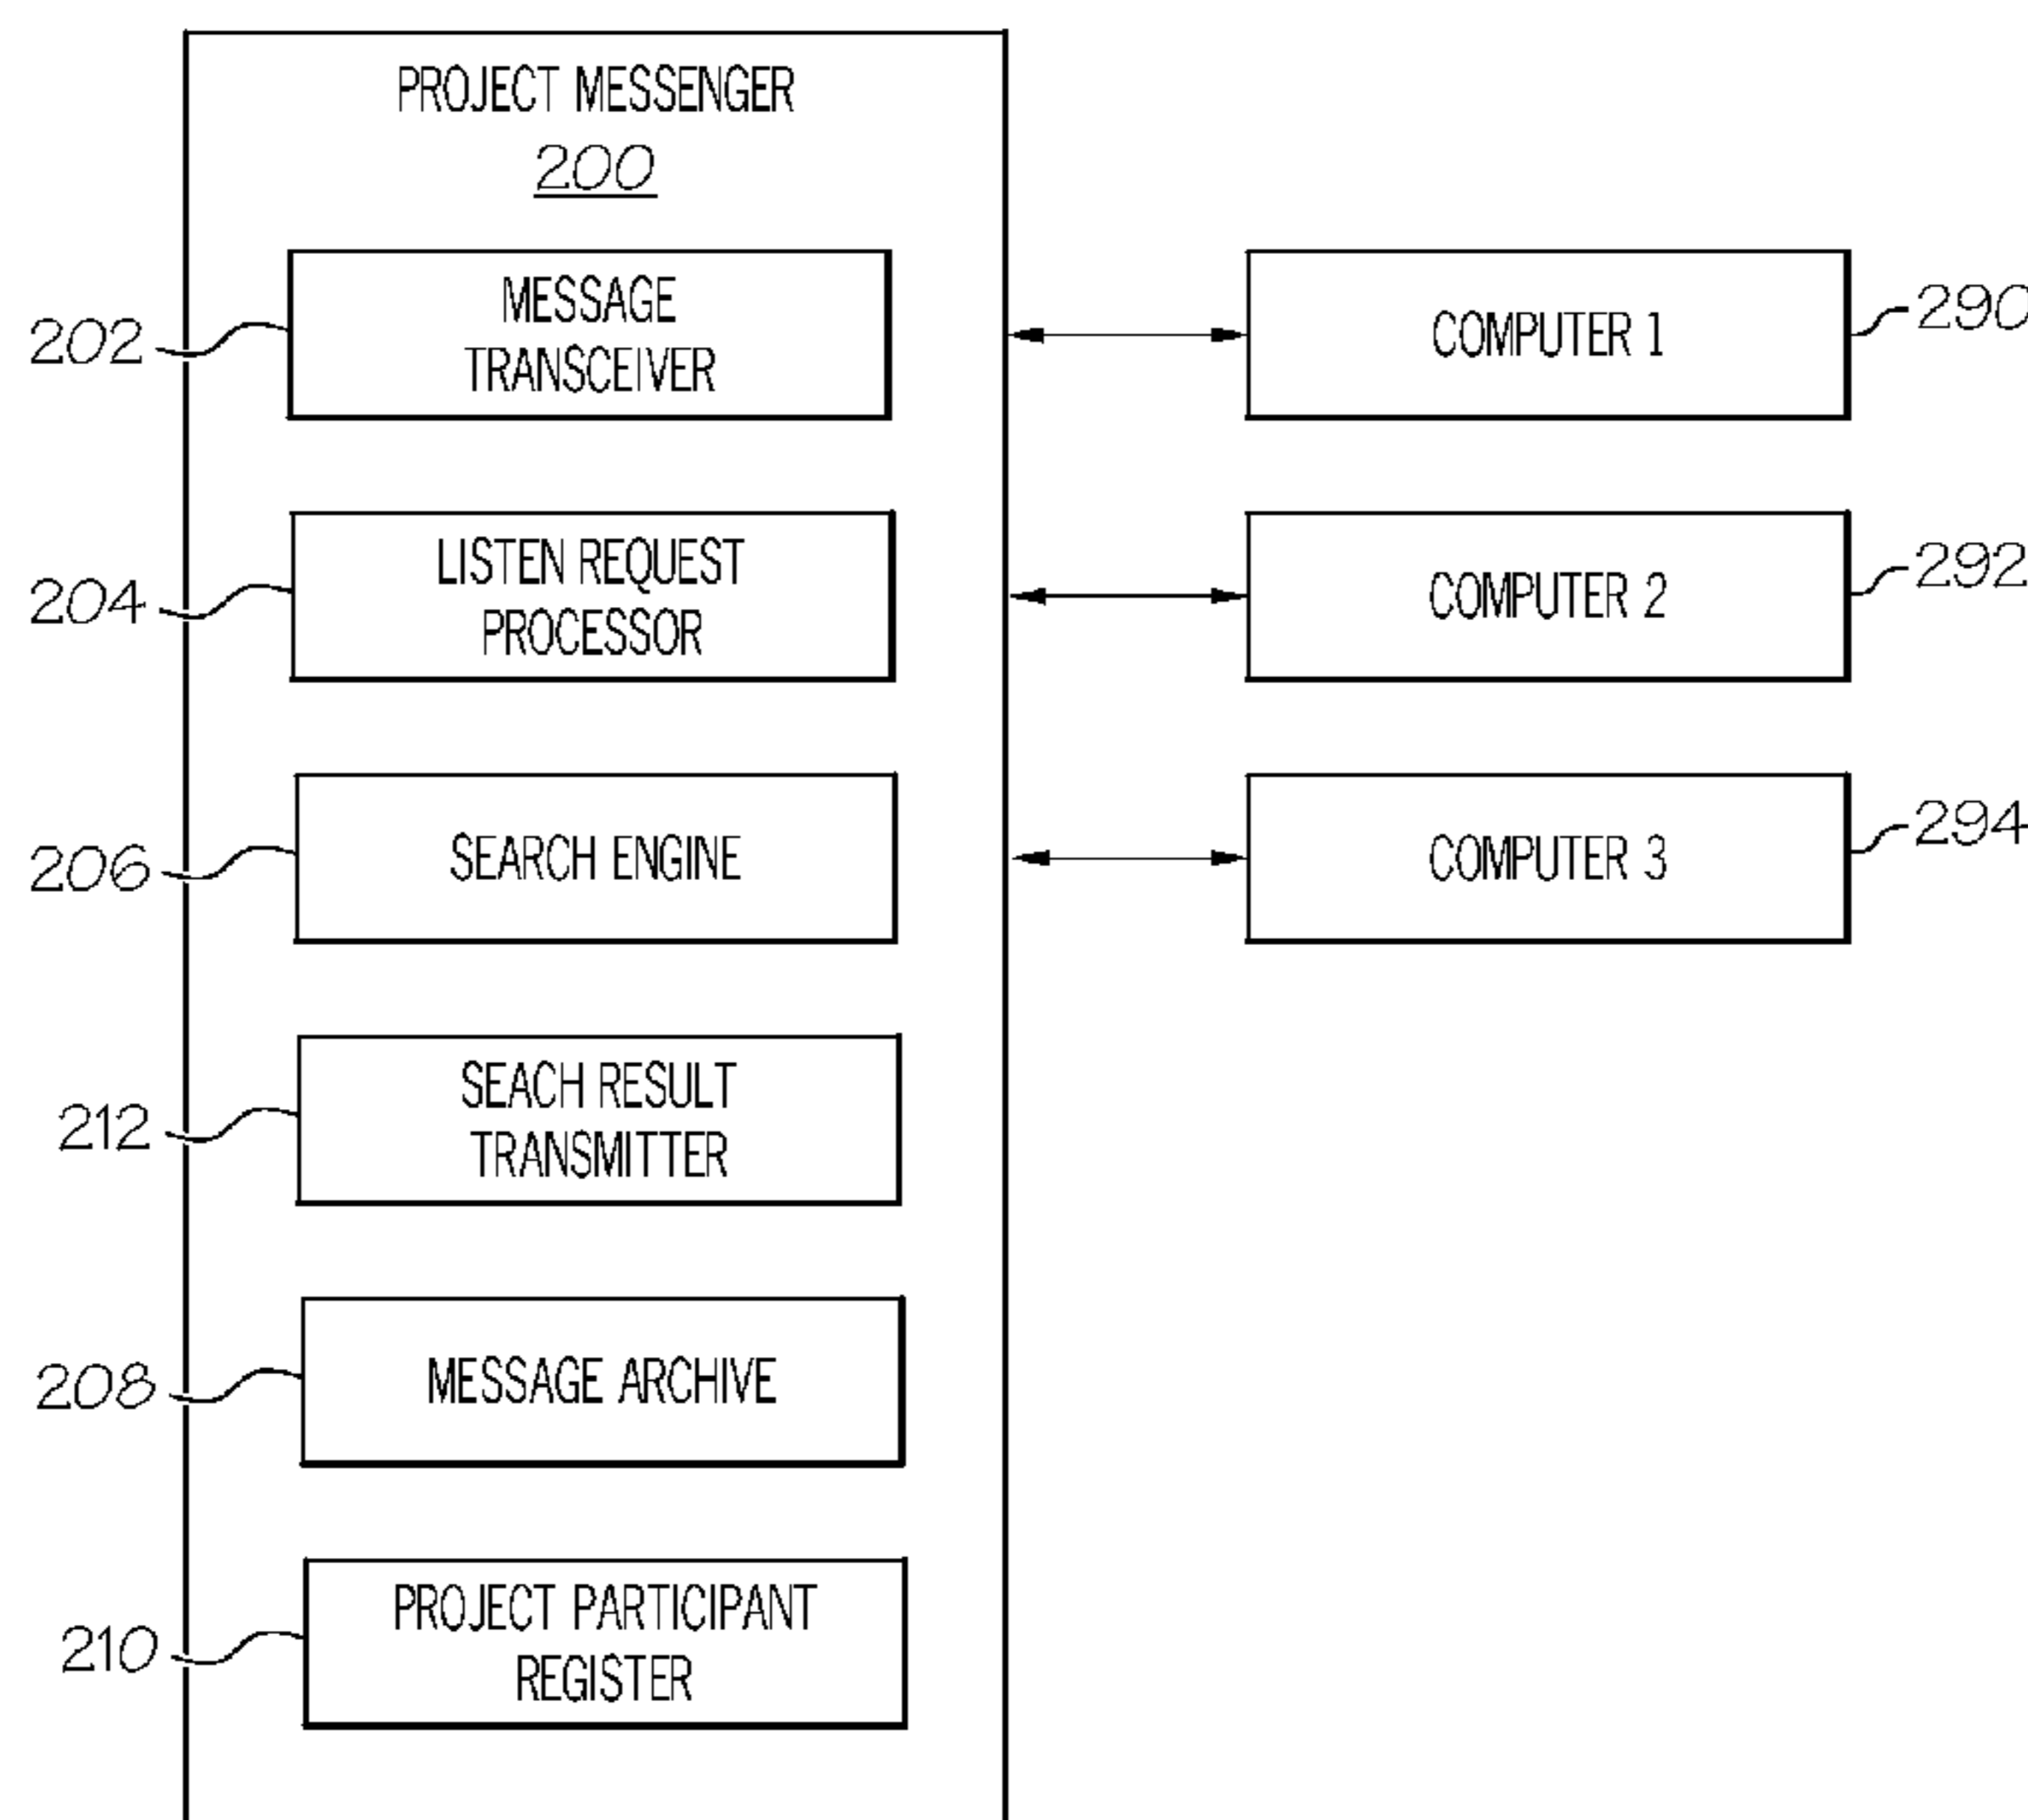 PROJECT MESSENGER
200
202
MESSAGE
TRANSCEIVER
COMPUTER 1
290
204
LISTEN REQUEST
PROCESSOR
COMPUTER 2
292
206
SEARCH ENGINE
COMPUTER 3
294
212
SEACH RESULT
TRANSMITTER
208
MESSAGE ARCHIVE
210
PROJECT PARTICIPANT
REGISTER